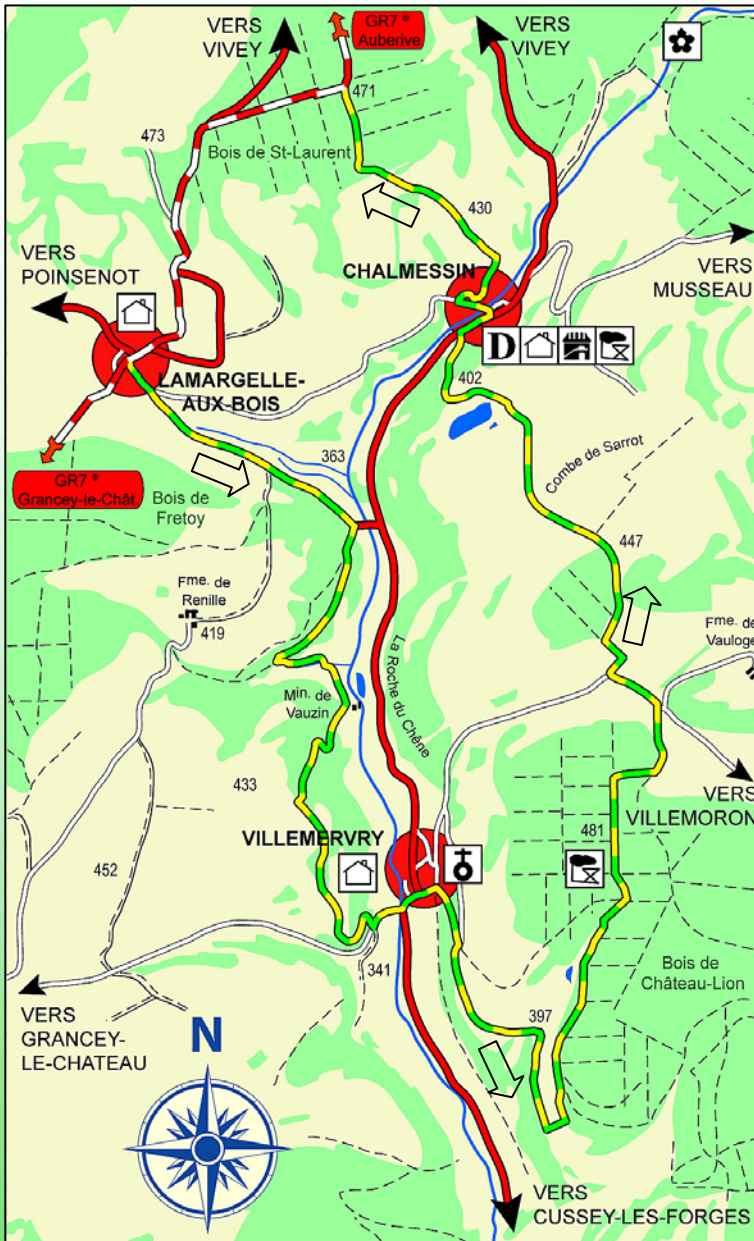 VERS
VIVEY
GR7 ®
Auberive
VERS
VIVEY
471
473
Bois de St-Laurent
430
VERS
POINSENOT
CHALMESSIN
VERS
MUSSEAU
D
LAMARGELLE-
AUX-BOIS
402
363
Combe de Sarrot
GR7 ®
Grancey-le-Chât.
Bois de
Fretoy
447
Fme. de
Renille
419
Fme. de
Vauloge
La Roche du Chêne
Min. de
Vauzin
433
VERS
VILLEMORON
481
VILLEMERVRY
452
Bois de
Château-Lion
341
397
VERS
GRANCEY-
LE-CHATEAU
N
VERS
CUSSEY-LES-FORGES